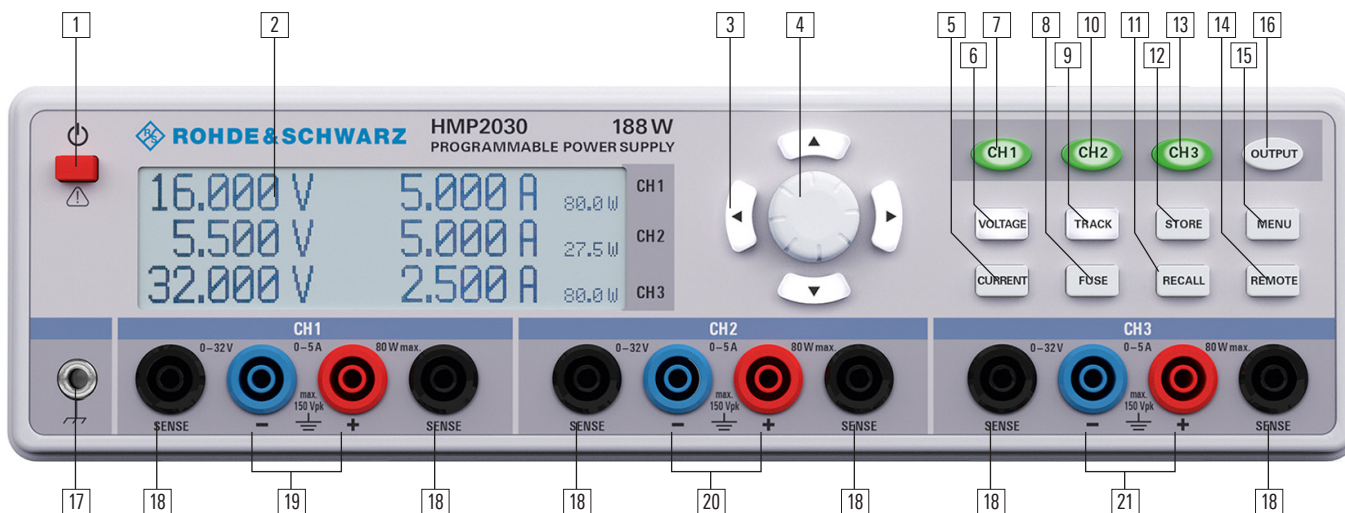 1 2 3 4 5 7 8 10 11 13 14 16
6 9 12 15
ROHDE&SCHWARZ HMP2030 188 W
PROGRAMMABLE POWER SUPPLY
CH1 CH2 CH3 OUTPUT
16.000 V 5.000 A 80.0 W CH1
5.500 V 5.000 A 27.5 W CH2
32.000 V 2.500 A 80.0 W CH3
VOLTAGE TRACK STORE MENU
CURRENT FUSE RECALL REMOTE
CH1 CH2 CH3
0–32V 0–5A 80W max. 0–32V 0–5A 80W max. 0–32V 0–5A 80W max.
max. max. max.
150 Vpk 150 Vpk 150 Vpk
SENSE − + SENSE SENSE − + SENSE SENSE − + SENSE
17 18 19 18 18 20 18 18 21 18